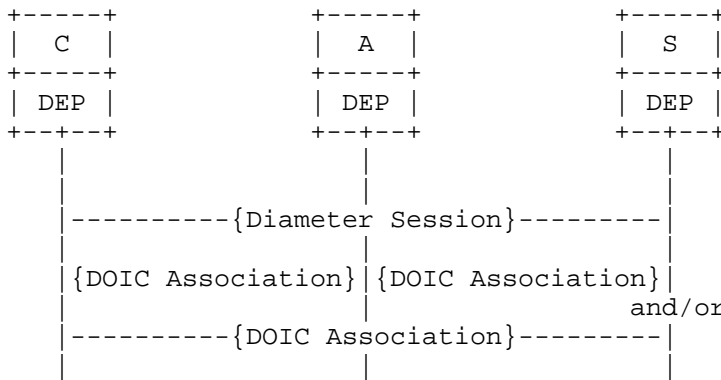 C A S
DEP DEP DEP
{Diameter Session}
{DOIC Association} {DOIC Association}
and/or
{DOIC Association}